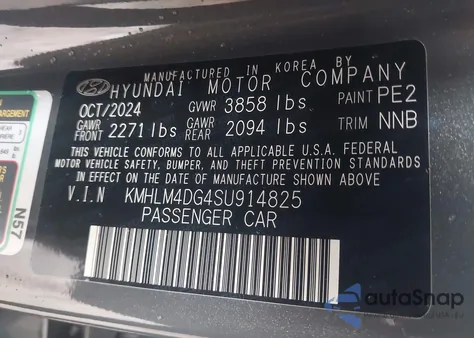 MANUFACTURED IN KOREA BY
HYUNDAI MOTOR COMPANY
OCT/2024 GVWR 3858 lbs PAINT PE2
GAWR FRONT 2271 lbs GAWR REAR 2094 lbs TRIM NNB
THIS VEHICLE CONFORMS TO ALL APPLICABLE U.S.A. FEDERAL
MOTOR VEHICLE SAFETY, BUMPER, AND THEFT PREVENTION STANDARDS
IN EFFECT ON THE DATE OF MANUFACTURE SHOWN ABOVE.
V.I.N KMHLM4DG4SU914825
PASSENGER CAR
N57
autoSnap